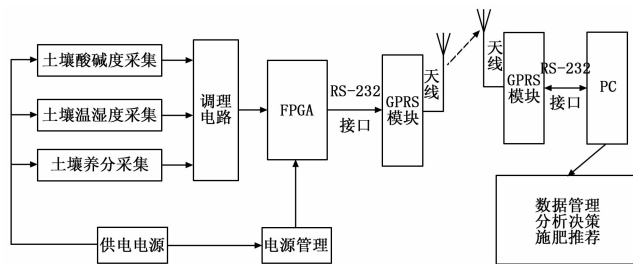 土壤酸碱度采集
土壤温湿度采集
土壤养分采集
调理
电路
FPGA
RS-232
接口
GPRS
模块
天线
天线
GPRS
模块
RS-232
接口
PC
数据管理
分析决策
施肥推荐
供电电源
电源管理